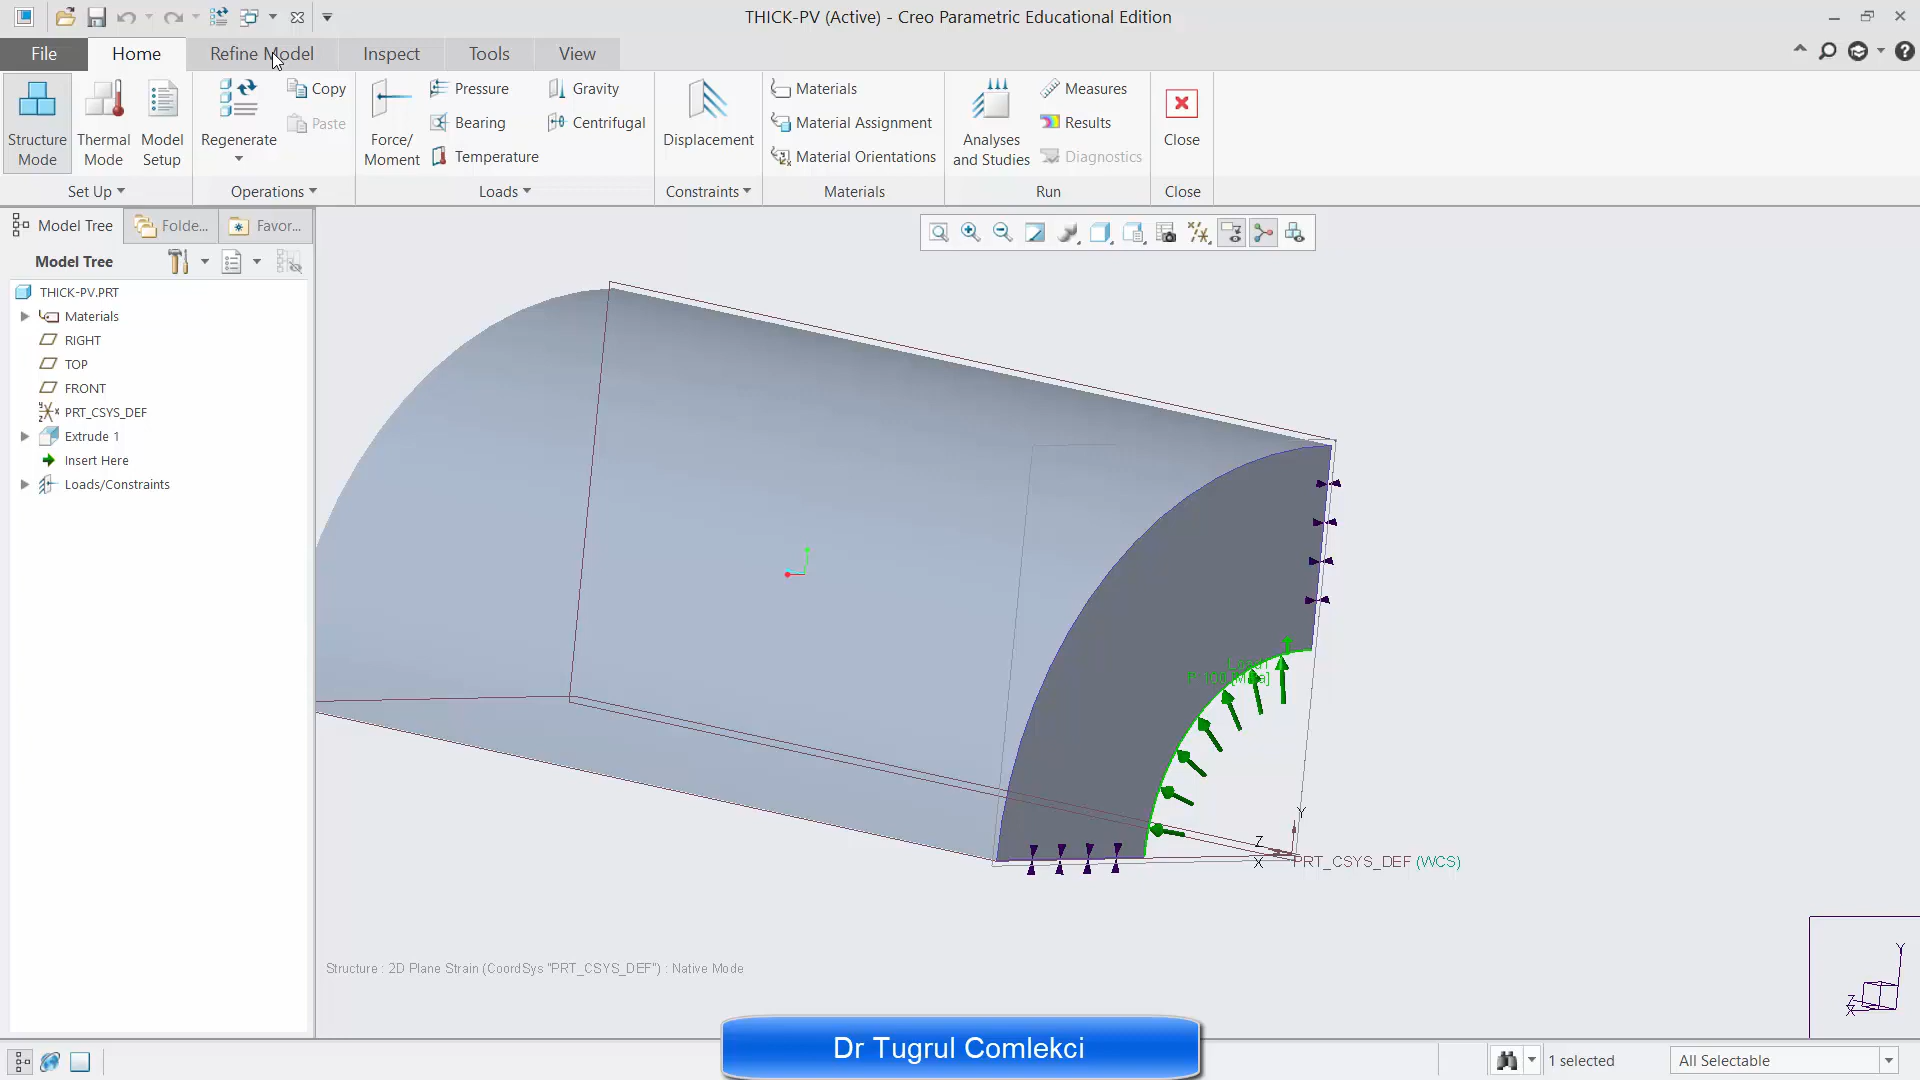 THICK-PV (Active) - Creo Parametric Educational Edition
File
Home
Refine Model
Inspect
Tools
View
Structure Mode
Thermal Mode
Model Setup
Regenerate
Copy
Paste
Force/ Moment
Pressure
Bearing
Temperature
Gravity
Centrifugal
Displacement
Materials
Material Assignment
Material Orientations
Analyses and Studies
Measures
Results
Diagnostics
Close
Set Up
Operations
Loads
Constraints
Materials
Run
Close
Model Tree
Folde...
Favor...
Model Tree
THICK-PV.PRT
Materials
RIGHT
TOP
FRONT
PRT_CSYS_DEF
Extrude 1
Insert Here
Loads/Constraints
Y
Z
X
PRT_CSYS_DEF (WCS)
Structure : 2D Plane Strain (CoordSys "PRT_CSYS_DEF") : Native Mode
Y
Z
X
Dr Tugrul Comlekci
1 selected
All Selectable